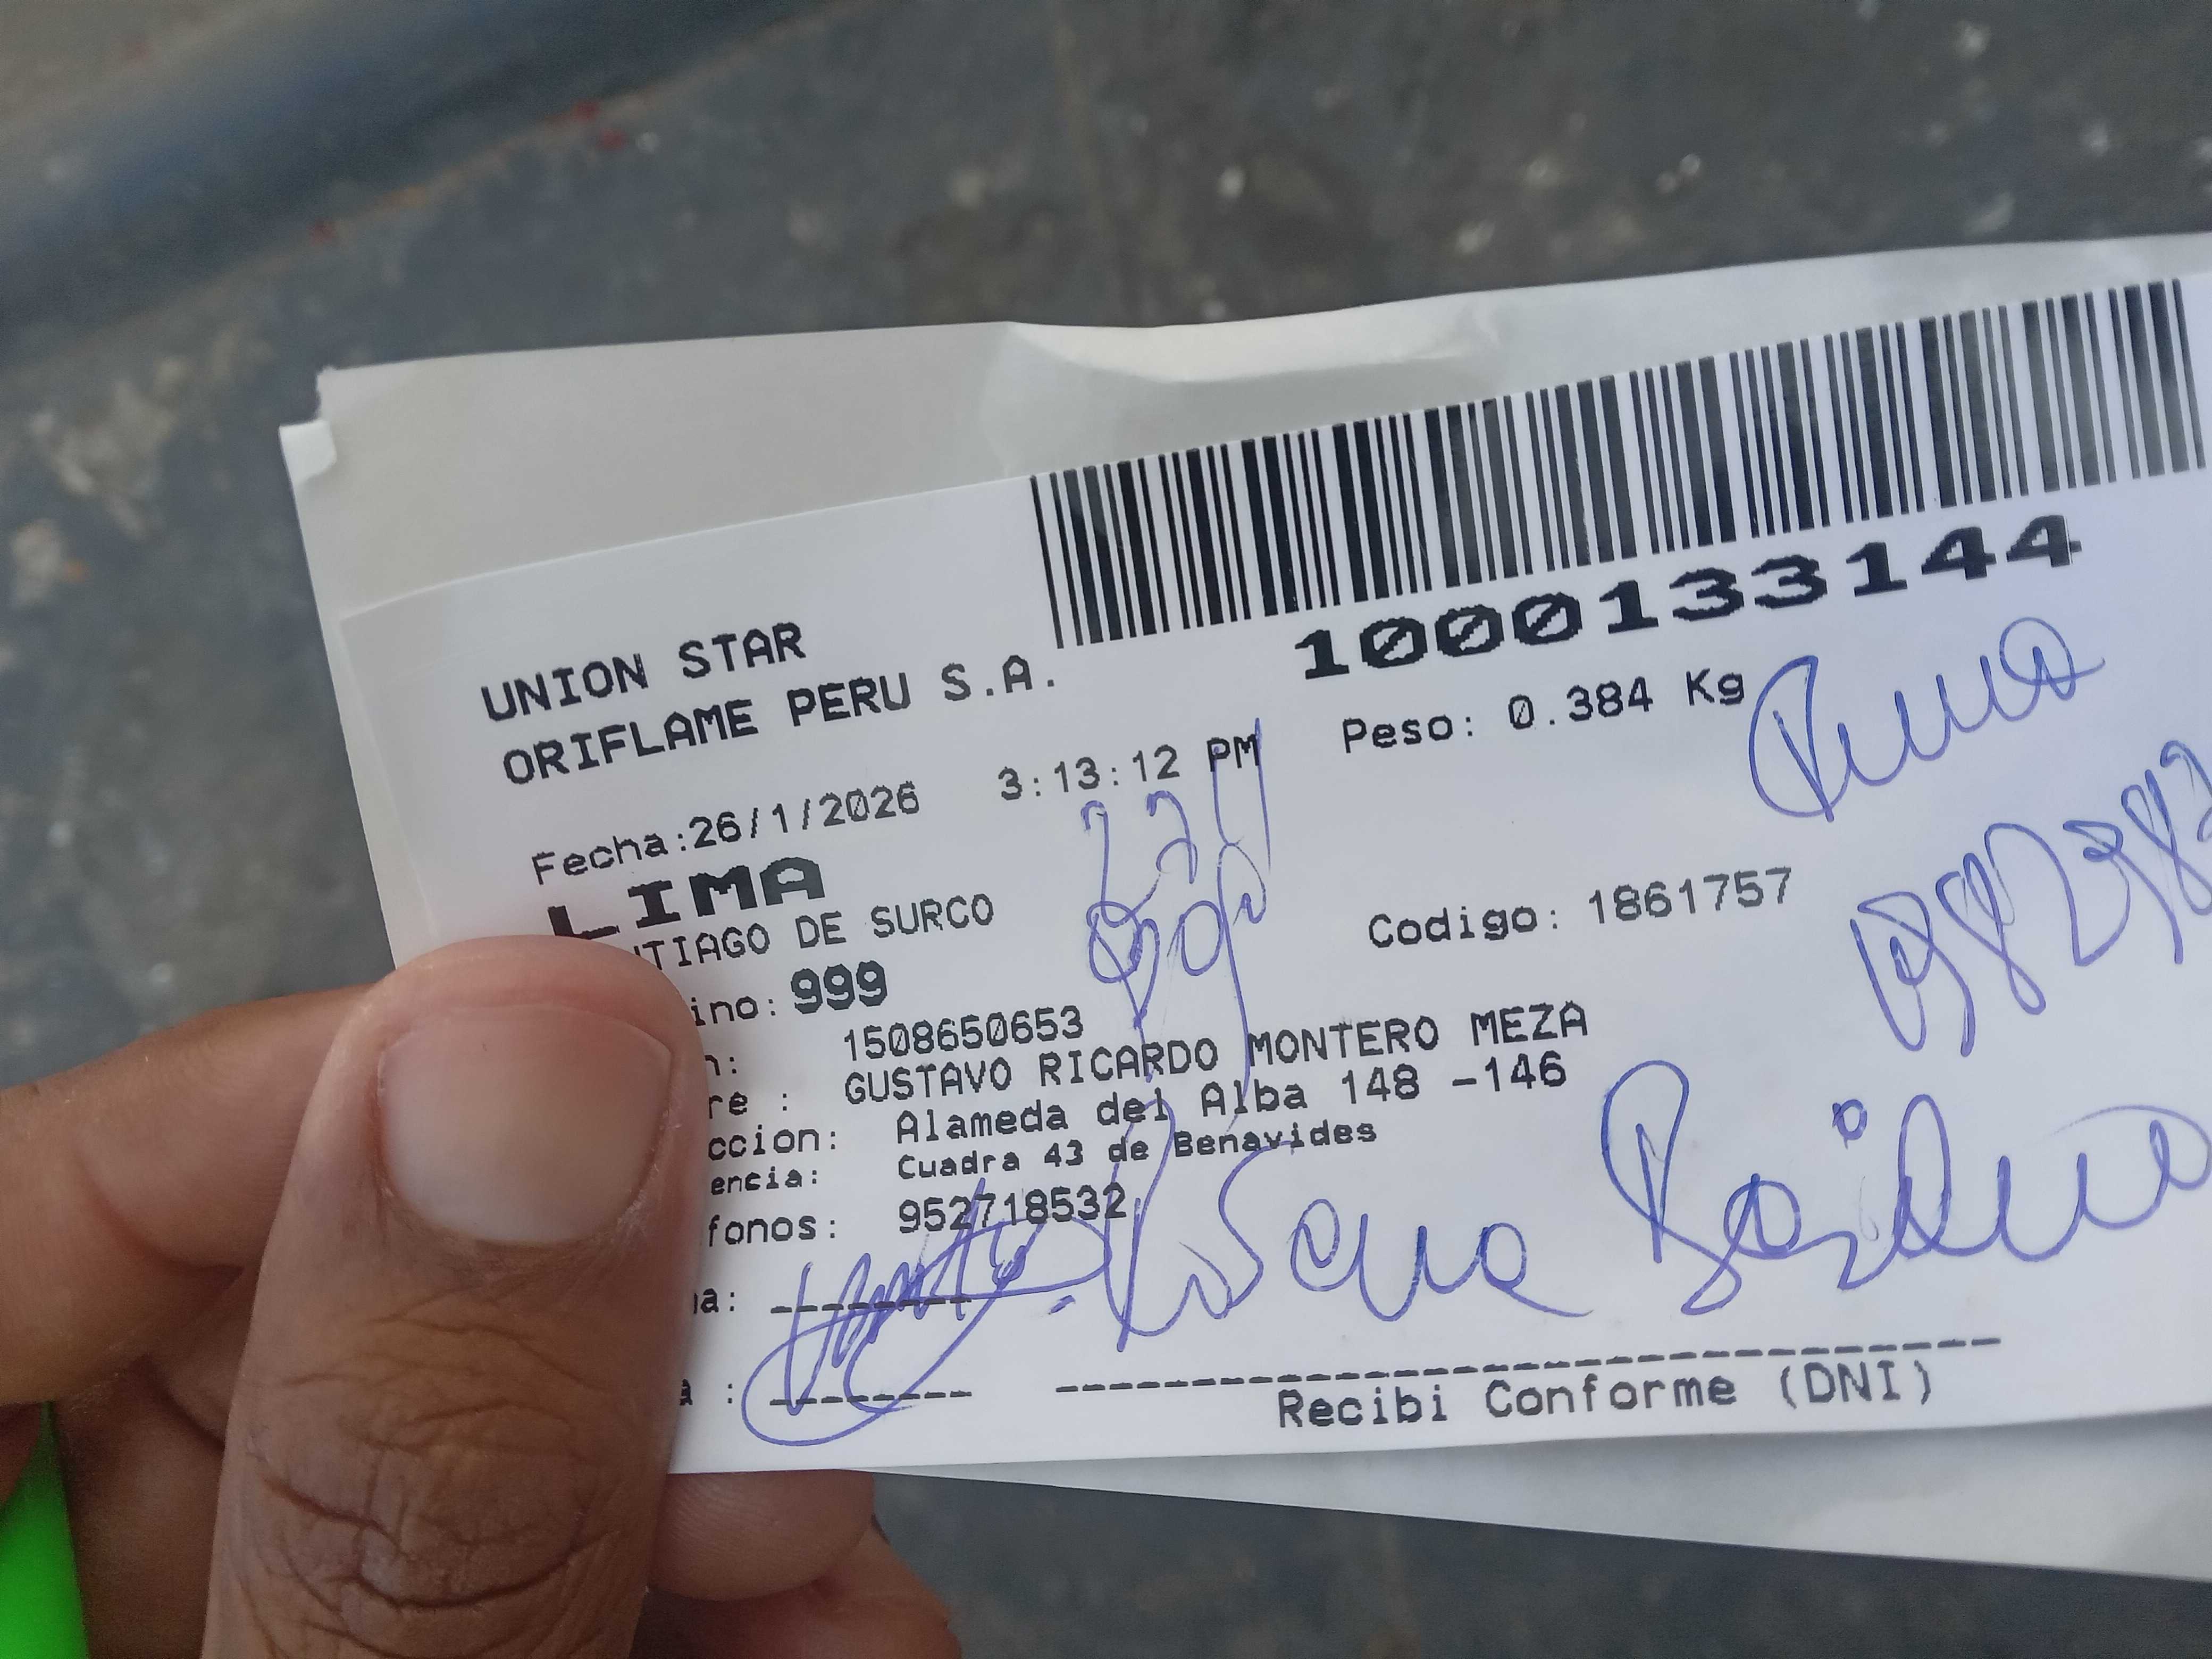 UNION STAR
ORIFLAME PERU S.A.
1000133144
Fecha:26/1/2026 3:13:12 PM Peso: 0.384 Kg
LIMA
TIAGO DE SURCO Codigo: 1861757
ino: 999
n: 1508650653
re : GUSTAVO RICARDO MONTERO MEZA
ccion: Alameda del Alba 148 -146
encia: Cuadra 43 de Benavides
fonos: 952718532
a:
a :
Recibi Conforme (DNI)